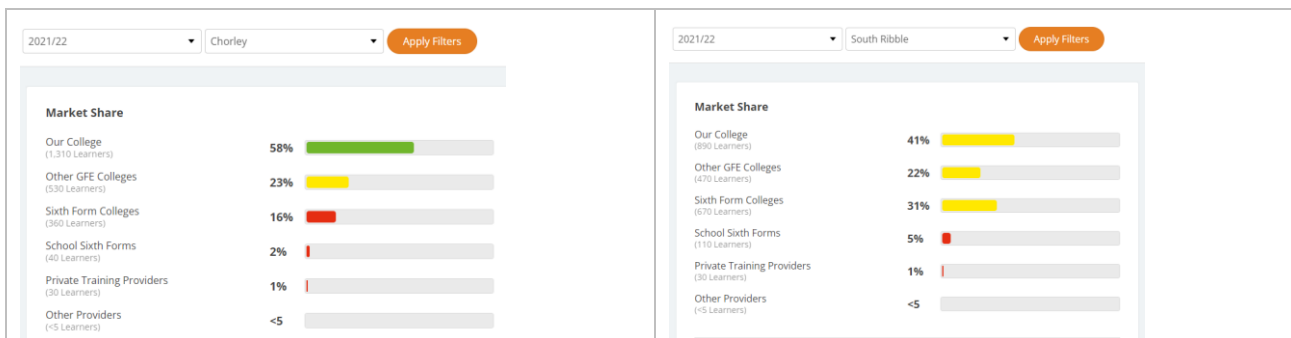 2021/22 Chorley Apply Filters
Market Share
Our College
(1,310 Learners)
58%
Other GFE Colleges
(530 Learners)
23%
Sixth Form Colleges
(360 Learners)
16%
School Sixth Forms
(40 Learners)
2%
Private Training Providers
(30 Learners)
1%
Other Providers
(<5 Learners)
<5
2021/22 South Ribble Apply Filters
Market Share
Our College
(890 Learners)
41%
Other GFE Colleges
(470 Learners)
22%
Sixth Form Colleges
(670 Learners)
31%
School Sixth Forms
(110 Learners)
5%
Private Training Providers
(30 Learners)
1%
Other Providers
(<5 Learners)
<5